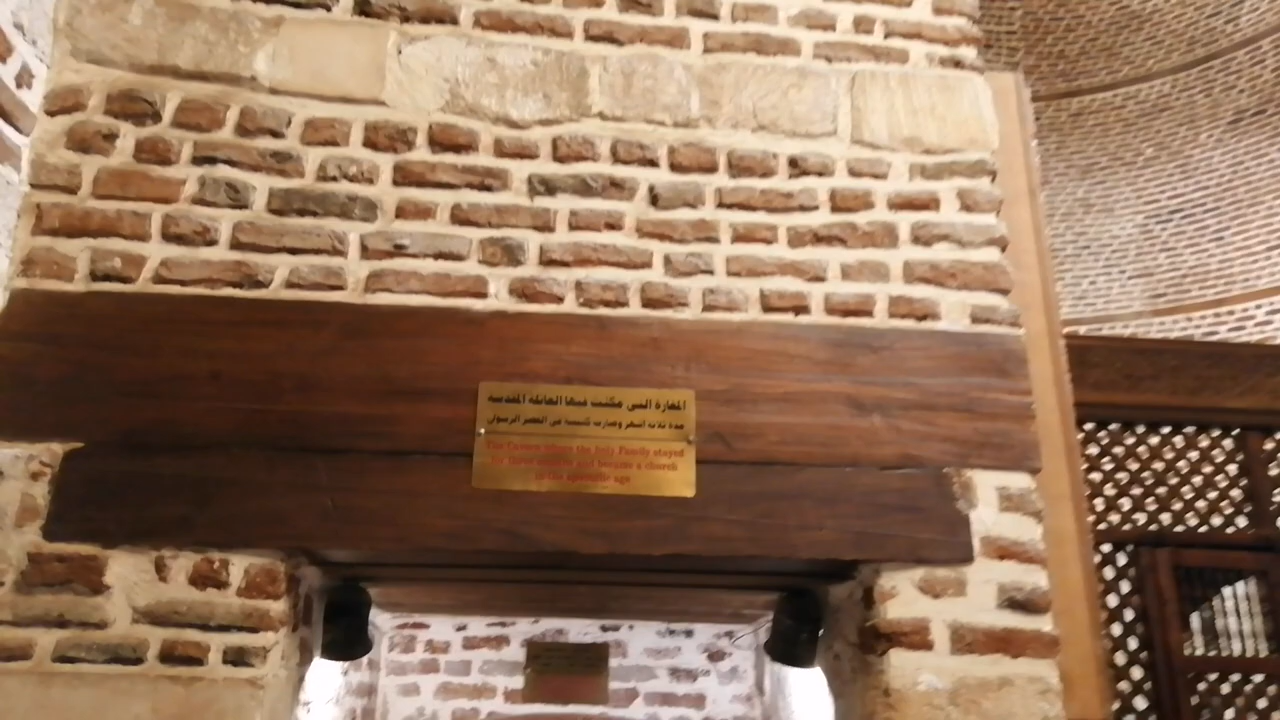 المغارة التى مكثت فيها العائلة المقدسة
مدة ثلاثة اشهر وصارت كنيسة فى العصر الرسولى
The Cavern where the holy Family stayed
for three months and became a church
in the apostolic age